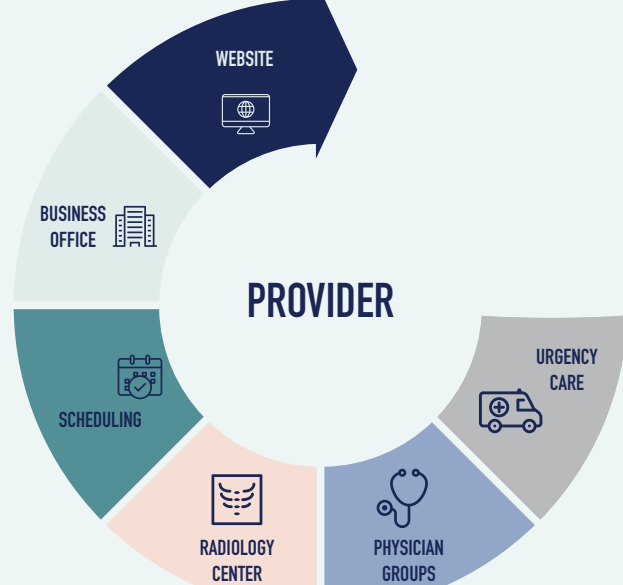 WEBSITE
BUSINESS
OFFICE
PROVIDER
URGENCY
CARE
SCHEDULING
RADIOLOGY
CENTER
PHYSICIAN
GROUPS